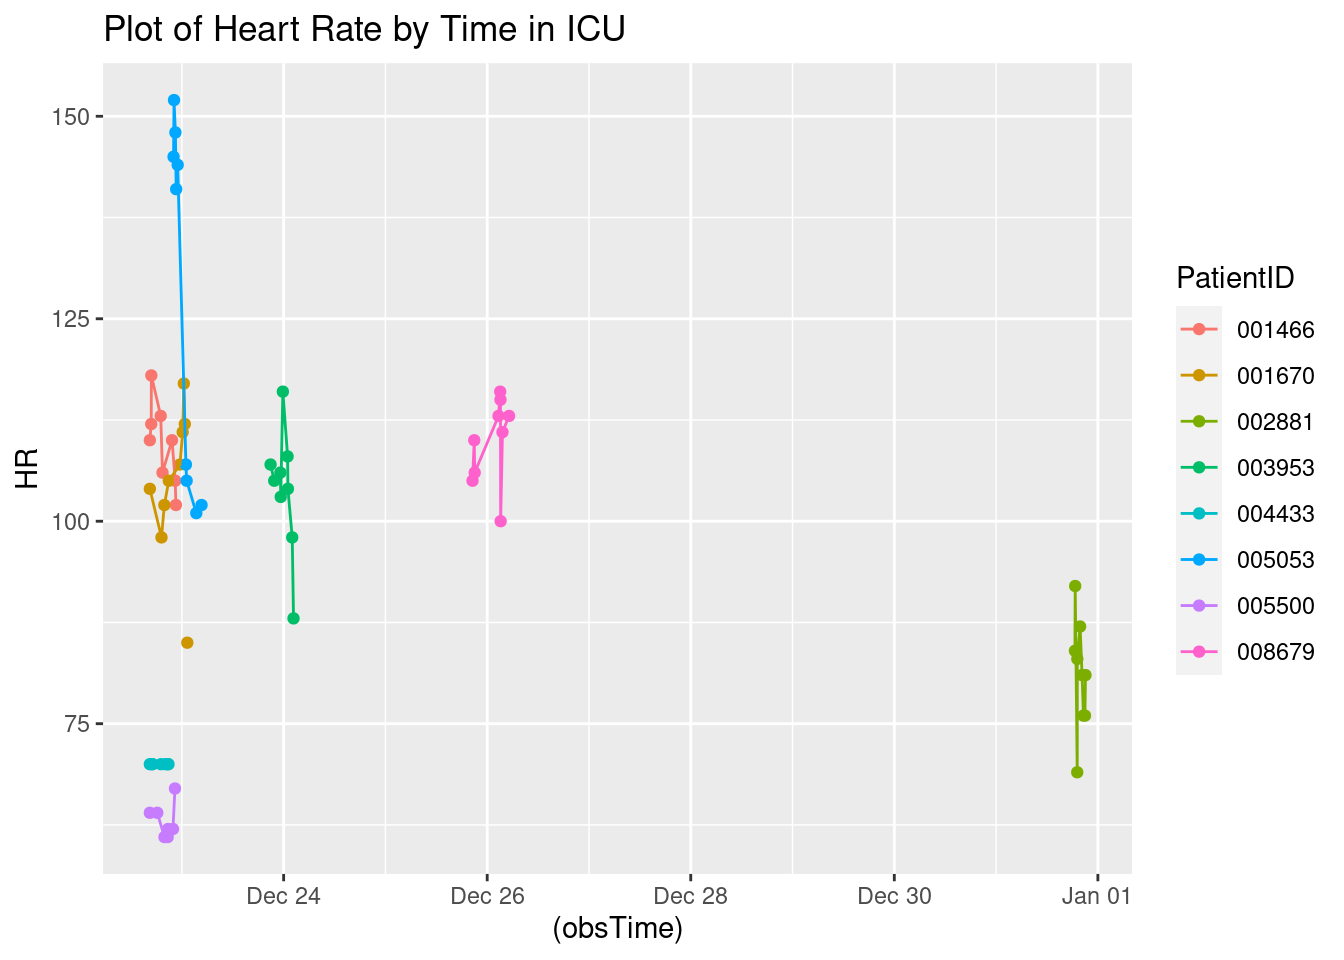 Plot of Heart Rate by Time in ICU
150
125
100
75
HR
Dec 24
Dec 26
Dec 28
Dec 30
Jan 01
(obsTime)
PatientID
001466
001670
002881
003953
004433
005053
005500
008679